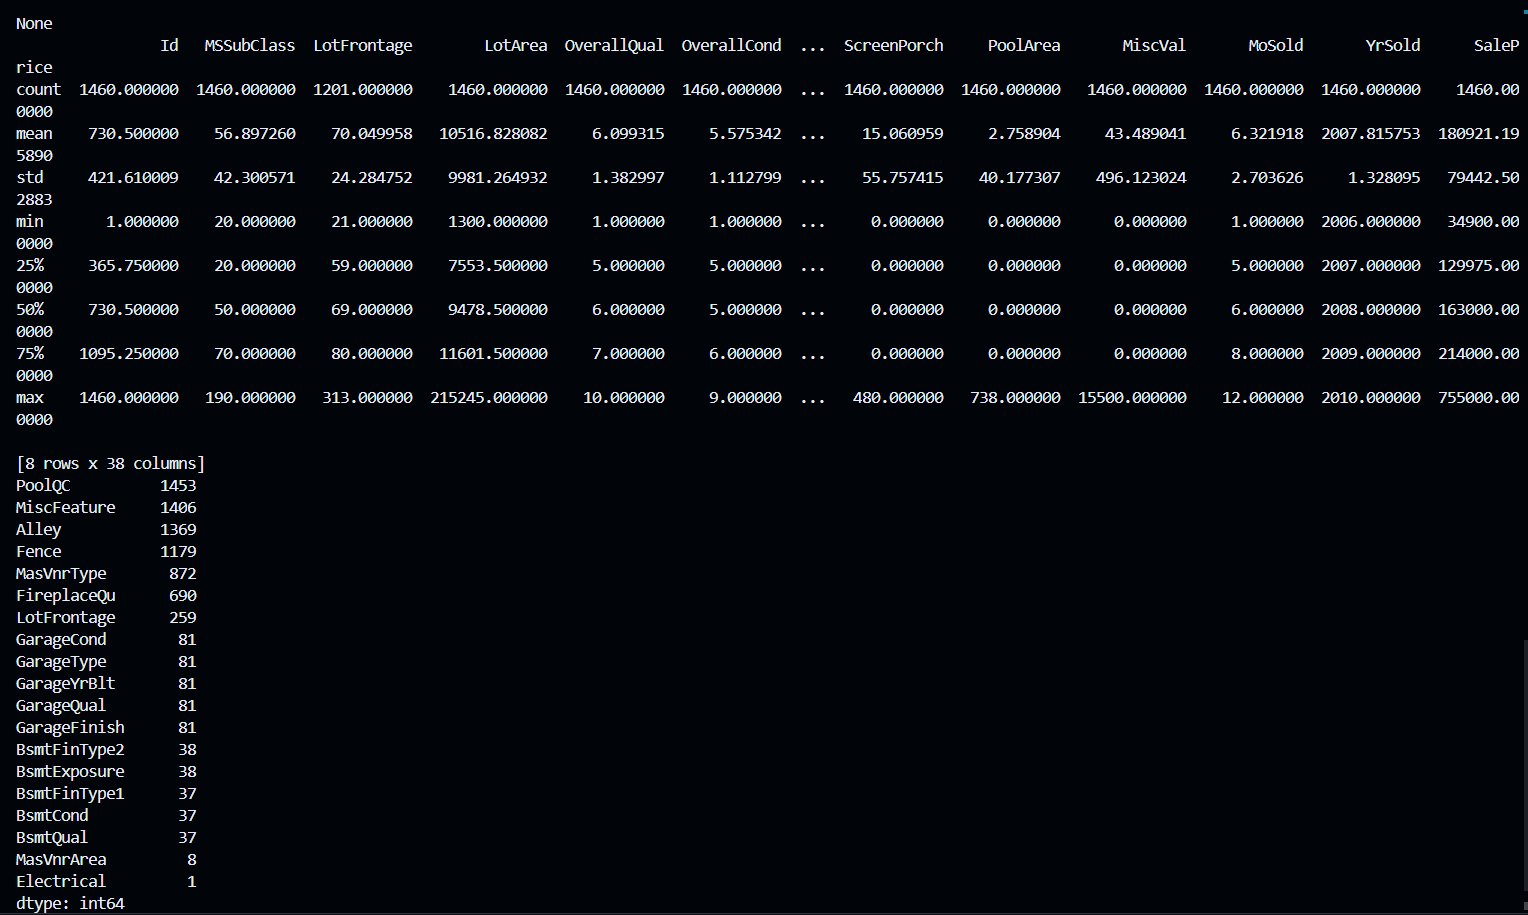 None
                Id   MSSubClass  LotFrontage        LotArea  OverallQual  OverallCond  ...  ScreenPorch     PoolArea       MiscVal       MoSold       YrSold      SaleP
rice
count  1460.000000  1460.000000  1201.000000    1460.000000  1460.000000  1460.000000  ...  1460.000000  1460.000000   1460.000000  1460.000000  1460.000000    1460.00
0000
mean    730.500000    56.897260    70.049958   10516.828082     6.099315     5.575342  ...    15.060959     2.758904     43.489041     6.321918  2007.815753  180921.19
5890
std     421.610009    42.300571    24.284752    9981.264932     1.382997     1.112799  ...    55.757415    40.177307    496.123024     2.703626     1.328095   79442.50
2883
min       1.000000    20.000000    21.000000    1300.000000     1.000000     1.000000  ...     0.000000     0.000000      0.000000     1.000000  2006.000000   34900.00
0000
25%     365.750000    20.000000    59.000000    7553.500000     5.000000     5.000000  ...     0.000000     0.000000      0.000000     5.000000  2007.000000  129975.00
0000
50%     730.500000    50.000000    69.000000    9478.500000     6.000000     5.000000  ...     0.000000     0.000000      0.000000     6.000000  2008.000000  163000.00
0000
75%    1095.250000    70.000000    80.000000   11601.500000     7.000000     6.000000  ...     0.000000     0.000000      0.000000     8.000000  2009.000000  214000.00
0000
max    1460.000000   190.000000   313.000000  215245.000000    10.000000     9.000000  ...   480.000000   738.000000  15500.000000    12.000000  2010.000000  755000.00
0000

[8 rows x 38 columns]
PoolQC          1453
MiscFeature     1406
Alley           1369
Fence           1179
MasVnrType       872
FireplaceQu      690
LotFrontage      259
GarageCond        81
GarageType        81
GarageYrBlt       81
GarageQual        81
GarageFinish      81
BsmtFinType2      38
BsmtExposure      38
BsmtFinType1      37
BsmtCond          37
BsmtQual          37
MasVnrArea         8
Electrical         1
dtype: int64